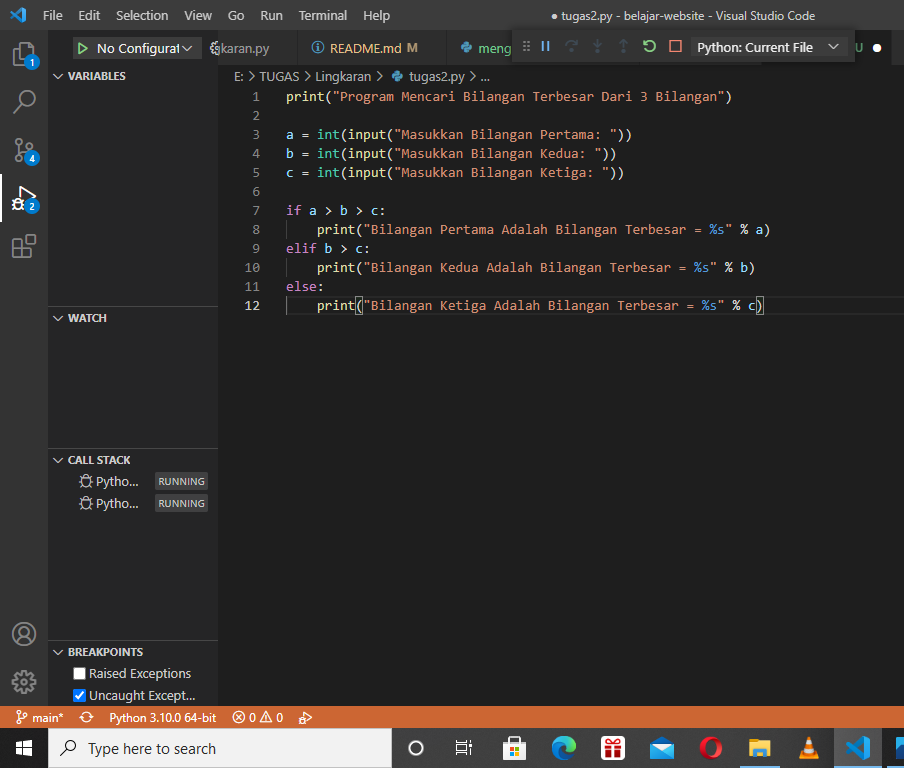 File Edit Selection View Go Run Terminal Help
● tugas2.py - belajar-website - Visual Studio Code
No Configurat
karan.py
README.md M
meng
Python: Current File
U
VARIABLES
E: > TUGAS > Lingkaran > tugas2.py > ...
1 print("Program Mencari Bilangan Terbesar Dari 3 Bilangan")
2
3 a = int(input("Masukkan Bilangan Pertama: "))
4 b = int(input("Masukkan Bilangan Kedua: "))
5 c = int(input("Masukkan Bilangan Ketiga: "))
6
7 if a > b > c:
8     print("Bilangan Pertama Adalah Bilangan Terbesar = %s" % a)
9 elif b > c:
10     print("Bilangan Kedua Adalah Bilangan Terbesar = %s" % b)
11 else:
12     print("Bilangan Ketiga Adalah Bilangan Terbesar = %s" % c)
1
4
2
WATCH
CALL STACK
Pytho... RUNNING
Pytho... RUNNING
BREAKPOINTS
Raised Exceptions
Uncaught Except...
main* Python 3.10.0 64-bit 0 0
Type here to search